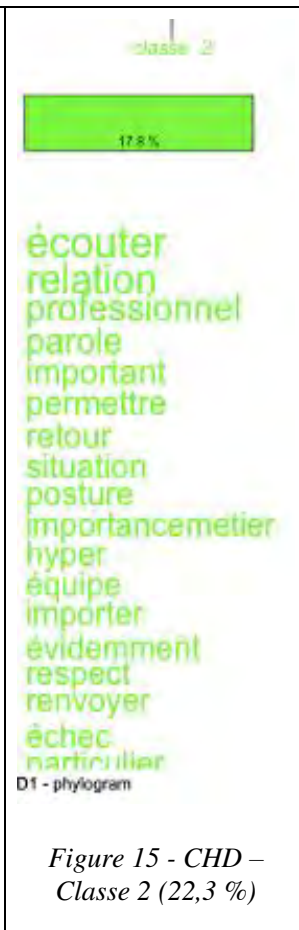 classe 2
17.8 %
écouter
relation
professionnel
parole
important
permettre
retour
situation
posture
importancemetier
hyper
équipe
importer
évidemment
respect
renvoyer
échec
particulier
D1 - phylogram
Figure 15 - CHD –
Classe 2 (22,3 %)